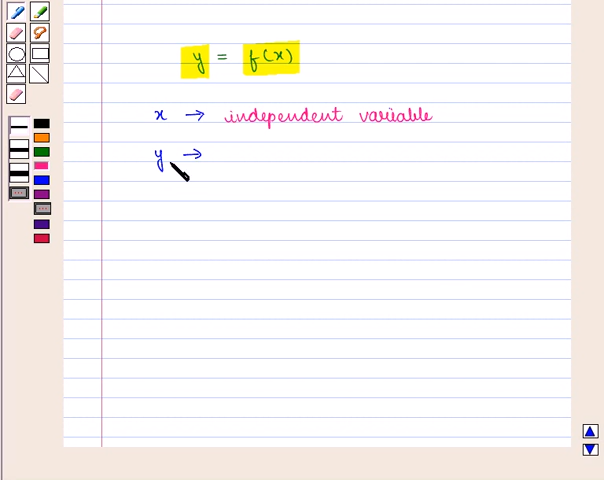 y = f(x)
x → independent variable
y →